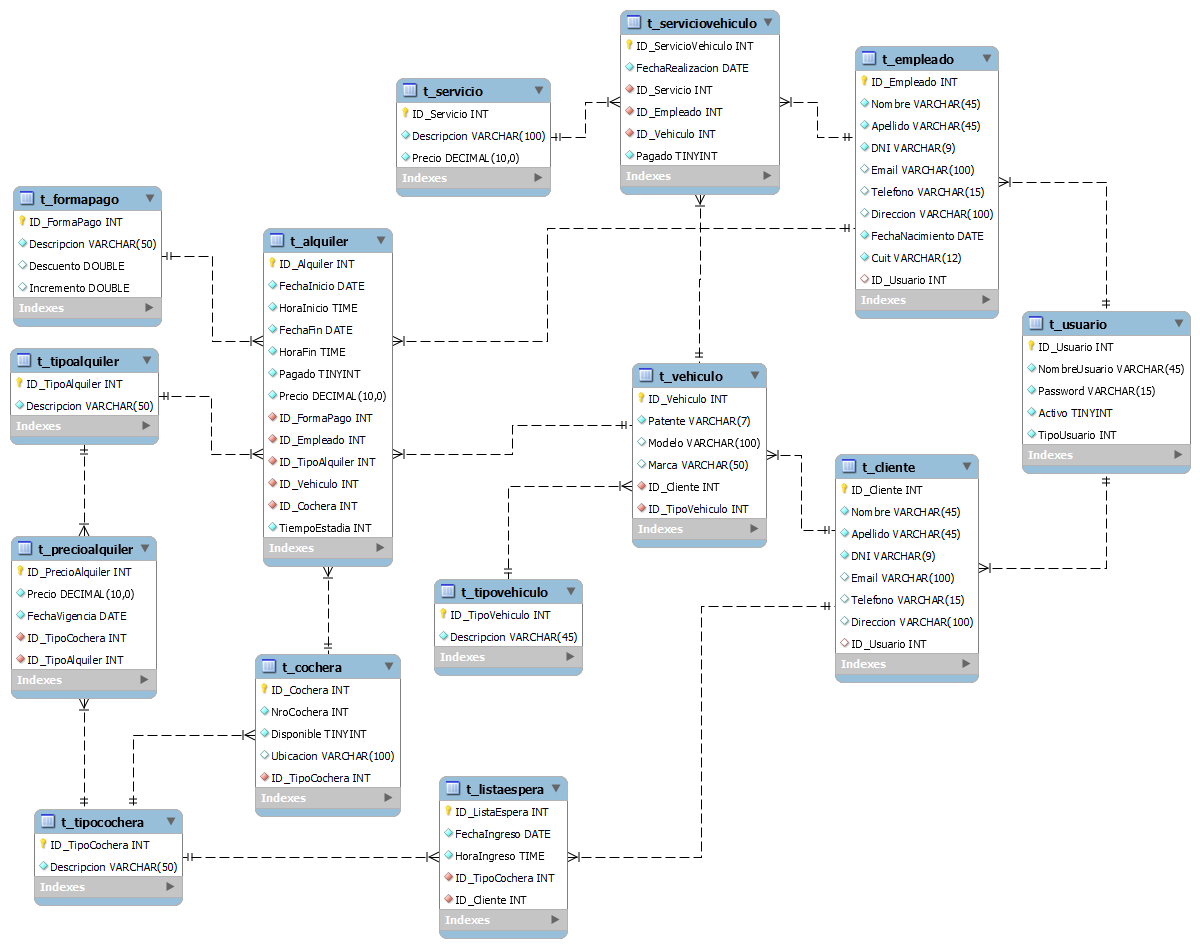 t_serviciovehiculo
ID_ServicioVehiculo INT
FechaRealizacion DATE
ID_Servicio INT
ID_Empleado INT
ID_Vehiculo INT
Pagado TINYINT
Indexes
t_empleado
ID_Empleado INT
Nombre VARCHAR(45)
Apellido VARCHAR(45)
DNI VARCHAR(9)
Email VARCHAR(100)
Telefono VARCHAR(15)
Direccion VARCHAR(100)
FechaNacimiento DATE
Cuit VARCHAR(12)
ID_Usuario INT
Indexes
t_servicio
ID_Servicio INT
Descripcion VARCHAR(100)
Precio DECIMAL(10,0)
Indexes
t_formapago
ID_FormaPago INT
Descripcion VARCHAR(50)
Descuento DOUBLE
Incremento DOUBLE
Indexes
t_alquiler
ID_Alquiler INT
FechaInicio DATE
HoraInicio TIME
FechaFin DATE
HoraFin TIME
Pagado TINYINT
Precio DECIMAL(10,0)
ID_FormaPago INT
ID_Empleado INT
ID_TipoAlquiler INT
ID_Vehiculo INT
ID_Cochera INT
TiempoEstadia INT
Indexes
t_usuario
ID_Usuario INT
NombreUsuario VARCHAR(45)
Password VARCHAR(15)
Activo TINYINT
TipoUsuario INT
Indexes
t_tipoalquiler
ID_TipoAlquiler INT
Descripcion VARCHAR(50)
Indexes
t_vehiculo
ID_Vehiculo INT
Patente VARCHAR(7)
Modelo VARCHAR(100)
Marca VARCHAR(50)
ID_Cliente INT
ID_TipoVehiculo INT
Indexes
t_cliente
ID_Cliente INT
Nombre VARCHAR(45)
Apellido VARCHAR(45)
DNI VARCHAR(9)
Email VARCHAR(100)
Telefono VARCHAR(15)
Direccion VARCHAR(100)
ID_Usuario INT
Indexes
t_precioalquiler
ID_PrecioAlquiler INT
Precio DECIMAL(10,0)
FechaVigencia DATE
ID_TipoCochera INT
ID_TipoAlquiler INT
Indexes
t_tipovehiculo
ID_TipoVehiculo INT
Descripcion VARCHAR(45)
Indexes
t_cochera
ID_Cochera INT
NroCochera INT
Disponible TINYINT
Ubicacion VARCHAR(100)
ID_TipoCochera INT
Indexes
t_listaespera
ID_ListaEspera INT
FechaIngreso DATE
HoraIngreso TIME
ID_TipoCochera INT
ID_Cliente INT
Indexes
t_tipocochera
ID_TipoCochera INT
Descripcion VARCHAR(50)
Indexes